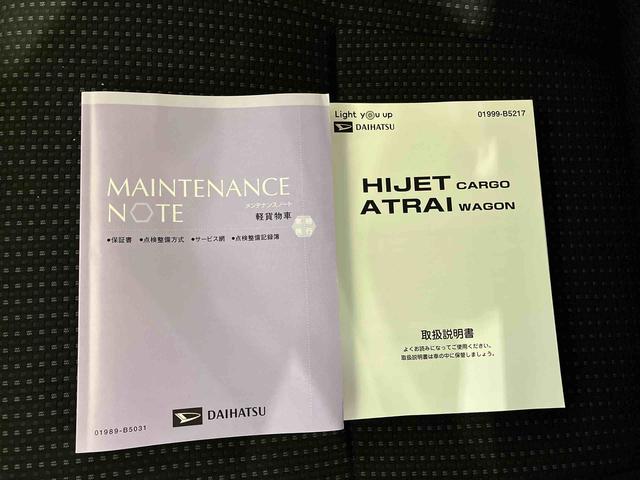 MAINTENANCE
NOTE
メンテナンスノート
軽貨物車
●保証書 ●点検整備方式 ●サービス網 ●点検整備記録簿
DAIHATSU
01989-B5031
Light you up
DAIHATSU
01999-B5217
HIJET CARGO
ATRAI WAGON
取扱説明書
よくお読みになってご使用ください。
取扱説明書は車の中に保管しましょう。